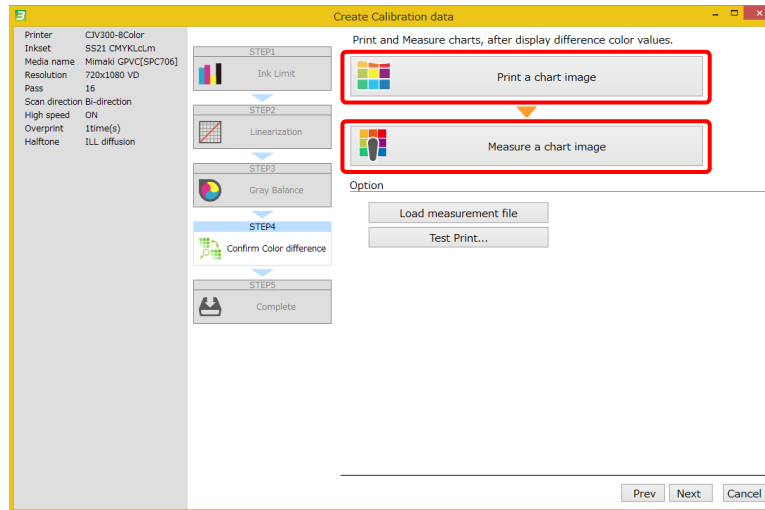 Create Calibration data
Printer CJV300-8Color
Inkset SS21 CMYKLcLm
Media name Mimaki GPVC[SPC706]
Resolution 720x1080 VD
Pass 16
Scan direction Bi-direction
High speed ON
Overprint 1time(s)
Halftone ILL diffusion
STEP1
Ink Limit
STEP2
Linearization
STEP3
Gray Balance
STEP4
Confirm Color difference
STEP5
Complete
Print and Measure charts, after display difference color values.
Print a chart image
Measure a chart image
Option
Load measurement file
Test Print...
Prev Next Cancel